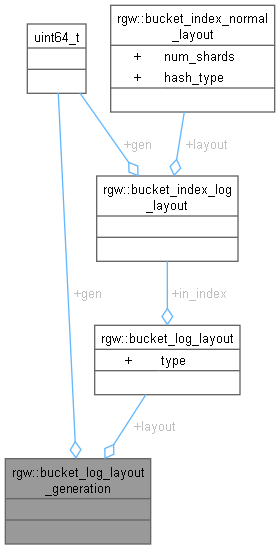 rgw::bucket_index_normal
_layout
+ num_shards
+ hash_type
uint64_t
+gen
+layout
rgw::bucket_index_log
_layout
+in_index
rgw::bucket_log_layout
+ type
+gen
+layout
rgw::bucket_log_layout
_generation